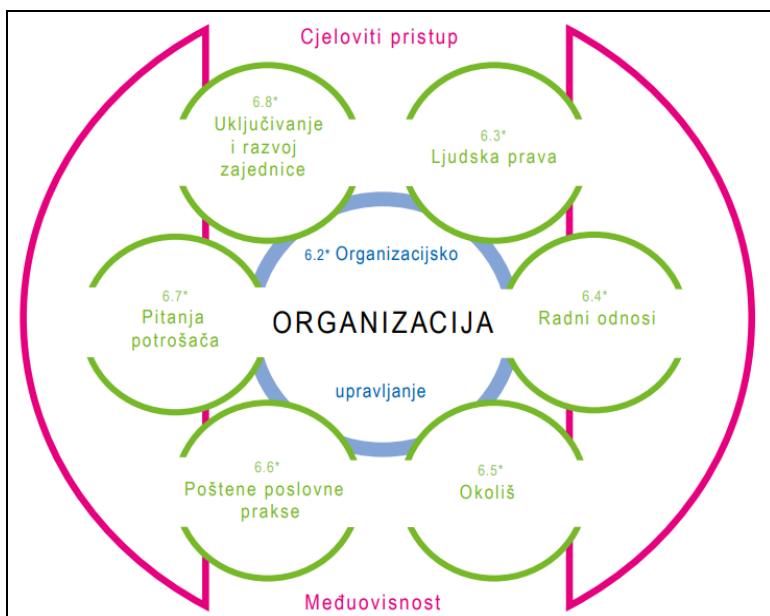 Cjeloviti pristup
6.8*
Uključivanje
i razvoj
zajednice
6.3*
Ljudska prava
6.2* Organizacijsko
6.7*
Pitanja
potrošača
ORGANIZACIJA
6.4*
Radni odnosi
upravljanje
6.6*
Poštene poslovne
prakse
6.5*
Okoliš
Međuovisnost